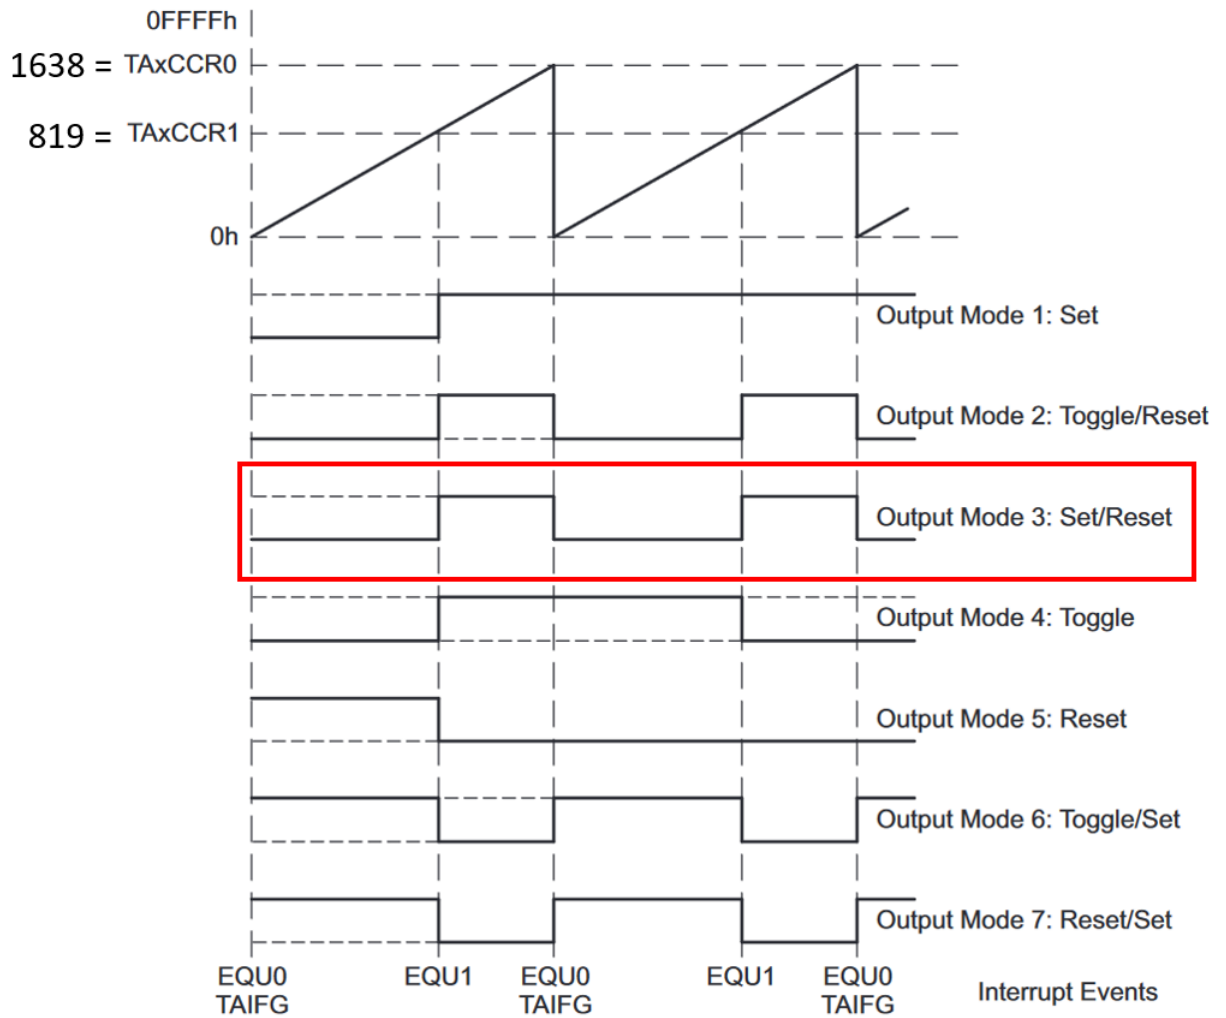 0FFFFh
1638 = TAxCCR0
819 = TAxCCR1
0h
Output Mode 1: Set
Output Mode 2: Toggle/Reset
Output Mode 3: Set/Reset
Output Mode 4: Toggle
Output Mode 5: Reset
Output Mode 6: Toggle/Set
Output Mode 7: Reset/Set
EQU0 EQU1 EQU0 EQU1 EQU0
TAIFG TAIFG TAIFG
Interrupt Events